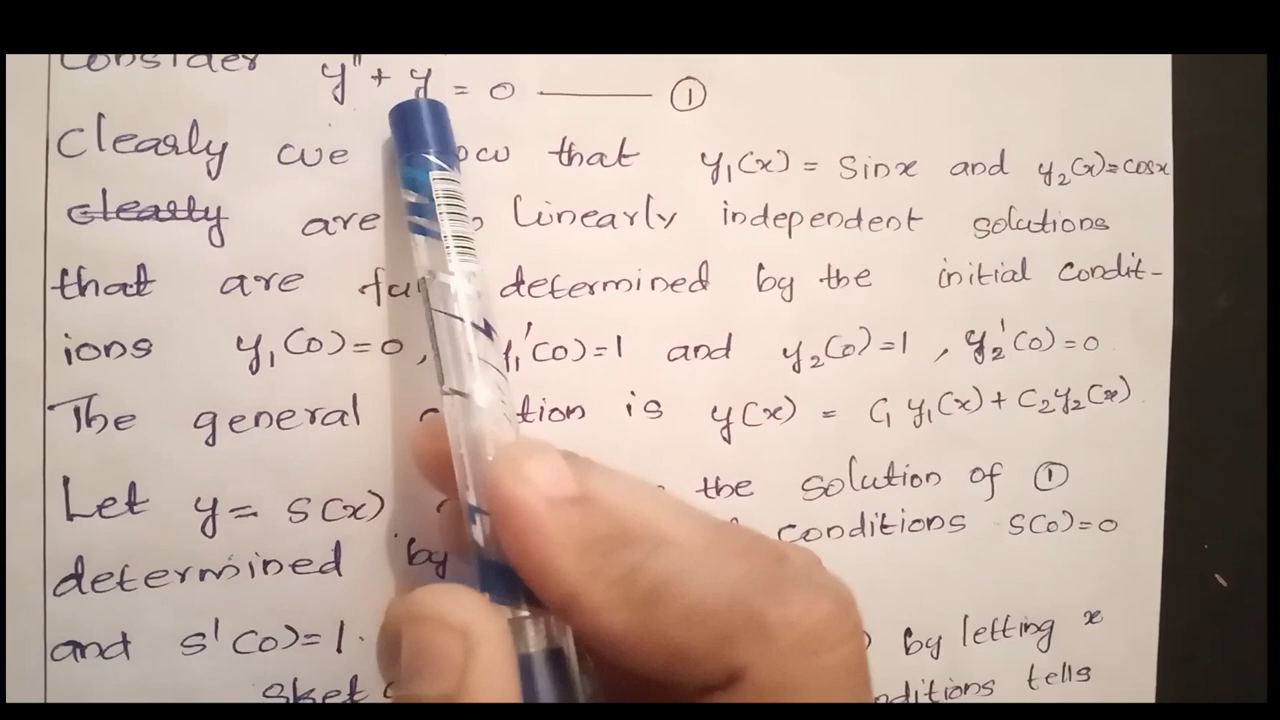 Consider y'' + y = 0 ——— ①
Clearly we that y₁(x) = Sinx and y₂(x)=cosx
clearly are linearly independent solutions
that are determined by the initial condit-
ions y₁(0)=0, y₁'(0)=1 and y₂(0)=1, y₂'(0)=0
The general is y(x) = C₁ y₁(x) + C₂y₂(x)
Let y = s(x) the solution of ①
determined by conditions s(0)=0
and s'(0)=1. by letting x
tells